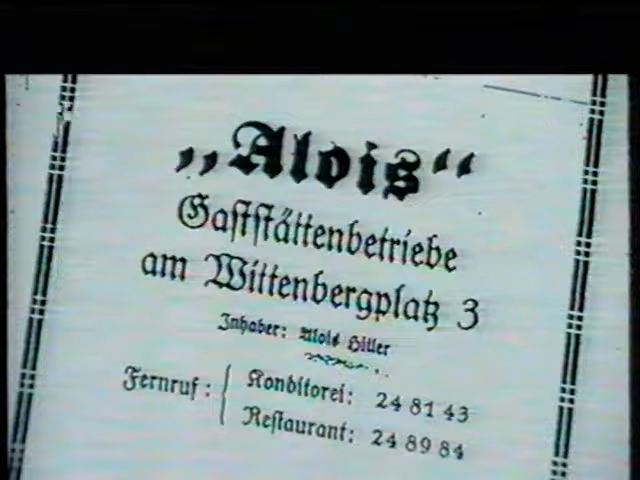 „Alois“
Gaststättenbetriebe
am Wittenbergplatz 3
Inhaber: Alois Hitler
Fernruf: { Konditorei: 24 81 43
Restaurant: 24 89 84